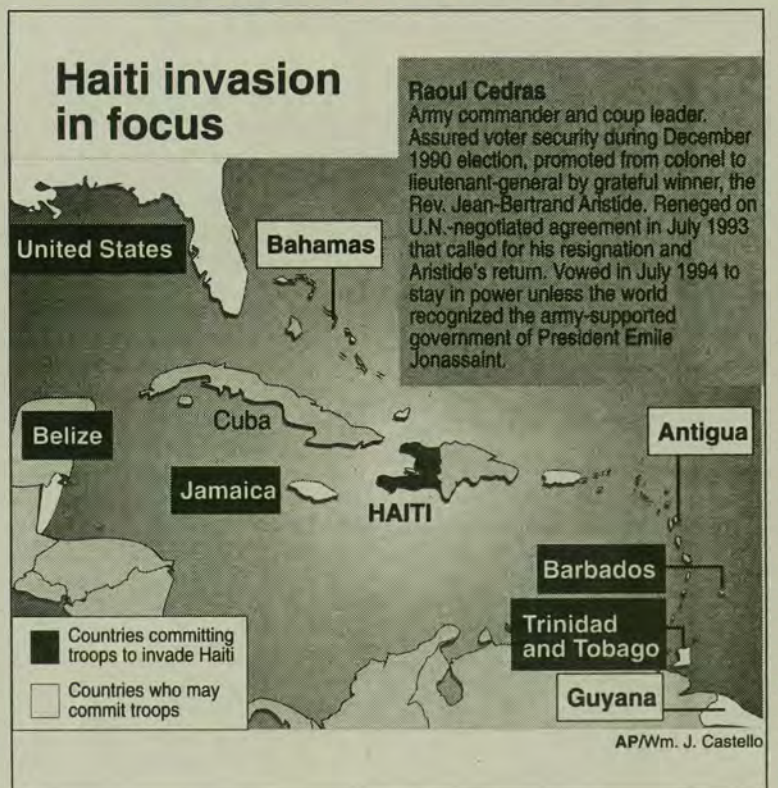 Haiti invasion
in focus
Raoul Cedras
Army commander and coup leader.
Assured voter security during December
1990 election, promoted from colonel to
lieutenant-general by grateful winner, the
Rev. Jean-Bertrand Aristide. Reneged on
U.N.-negotiated agreement in July 1993
that called for his resignation and
Aristide's return. Vowed in July 1994 to
stay in power unless the world
recognized the army-supported
government of President Emile
Jonassaint.
United States
Bahamas
Cuba
Belize
Jamaica
HAITI
Antigua
Barbados
Trinidad
and Tobago
Guyana
Countries committing
troops to invade Haiti
Countries who may
commit troops
AP/Wm. J. Castello